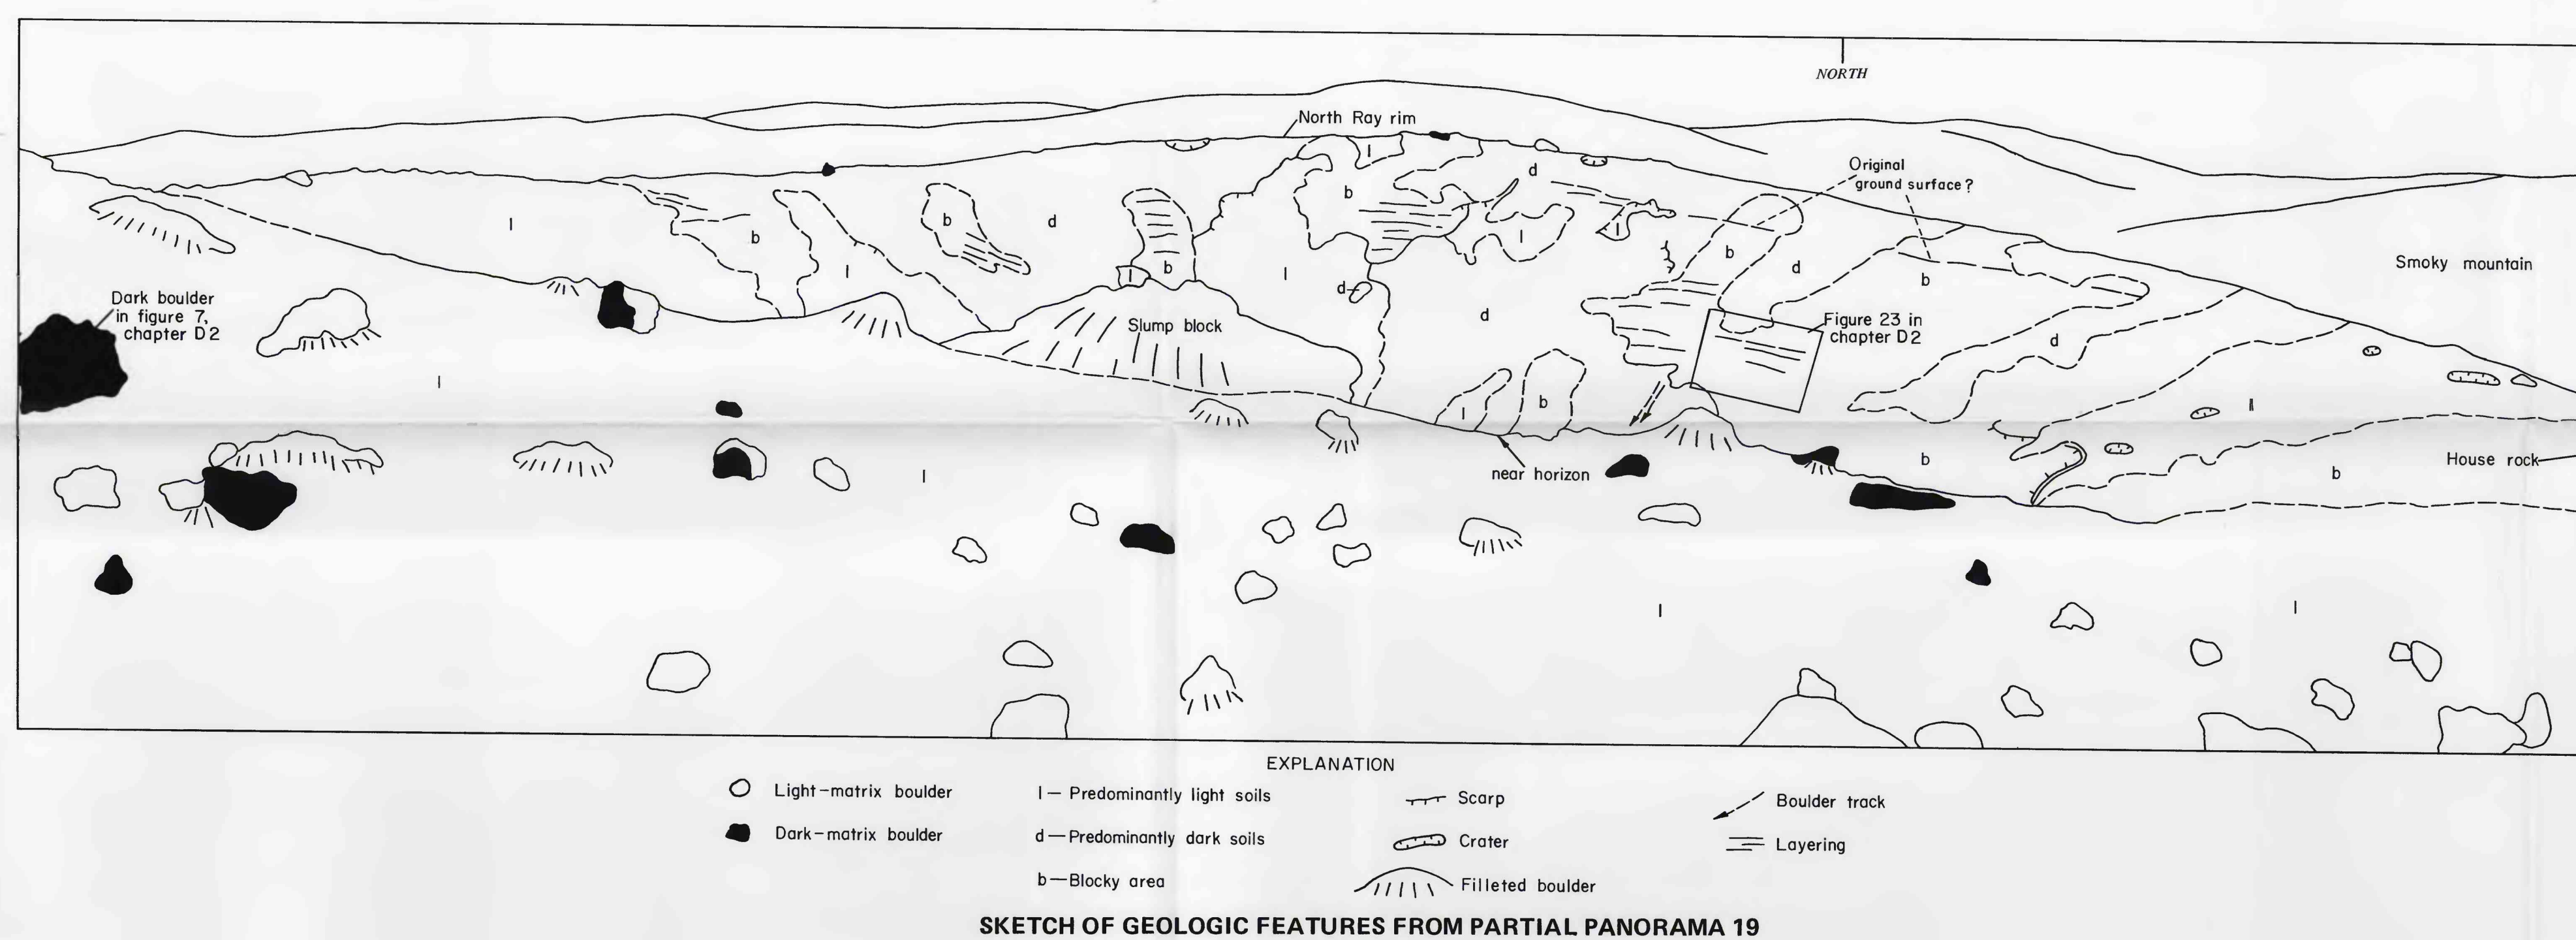 NORTH
North Ray rim
l
d
Original
ground surface?
b
l
b
d
b
l
l
b
d
Smoky mountain
b
l
b
l
l
d
b
Dark boulder
in figure 7,
chapter D2
d
Slump block
Figure 23 in
chapter D2
d
l
l
b
l
near horizon
b
House rock
b
l
l
l
EXPLANATION
Light-matrix boulder
Dark-matrix boulder
l — Predominantly light soils
d — Predominantly dark soils
b — Blocky area
Scarp
Crater
Filleted boulder
Boulder track
Layering
SKETCH OF GEOLOGIC FEATURES FROM PARTIAL PANORAMA 19